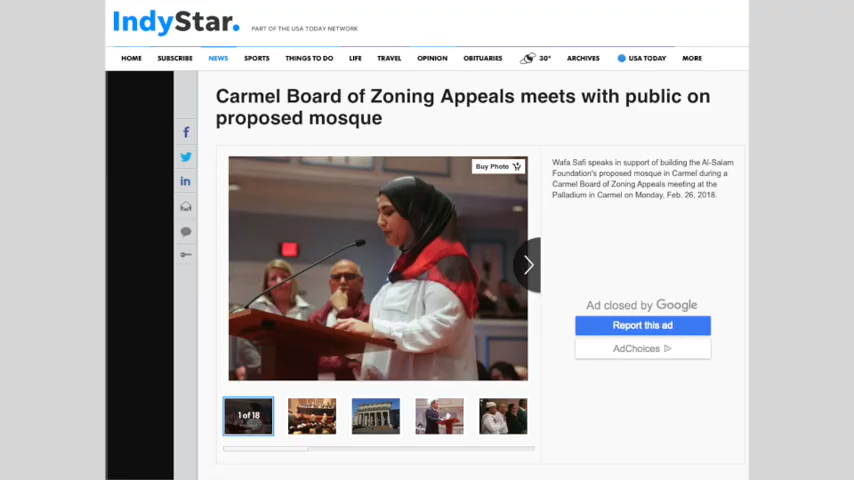 IndyStar.
PART OF THE USA TODAY NETWORK
HOME SUBSCRIBE NEWS SPORTS THINGS TO DO LIFE TRAVEL OPINION OBITUARIES 30° ARCHIVES USA TODAY MORE
Carmel Board of Zoning Appeals meets with public on
proposed mosque
Buy Photo
Wafa Safi speaks in support of building the Al-Salam
Foundation's proposed mosque in Carmel during a
Carmel Board of Zoning Appeals meeting at the
Palladium in Carmel on Monday, Feb. 26, 2018.
Ad closed by Google
Report this ad
AdChoices
1 of 18